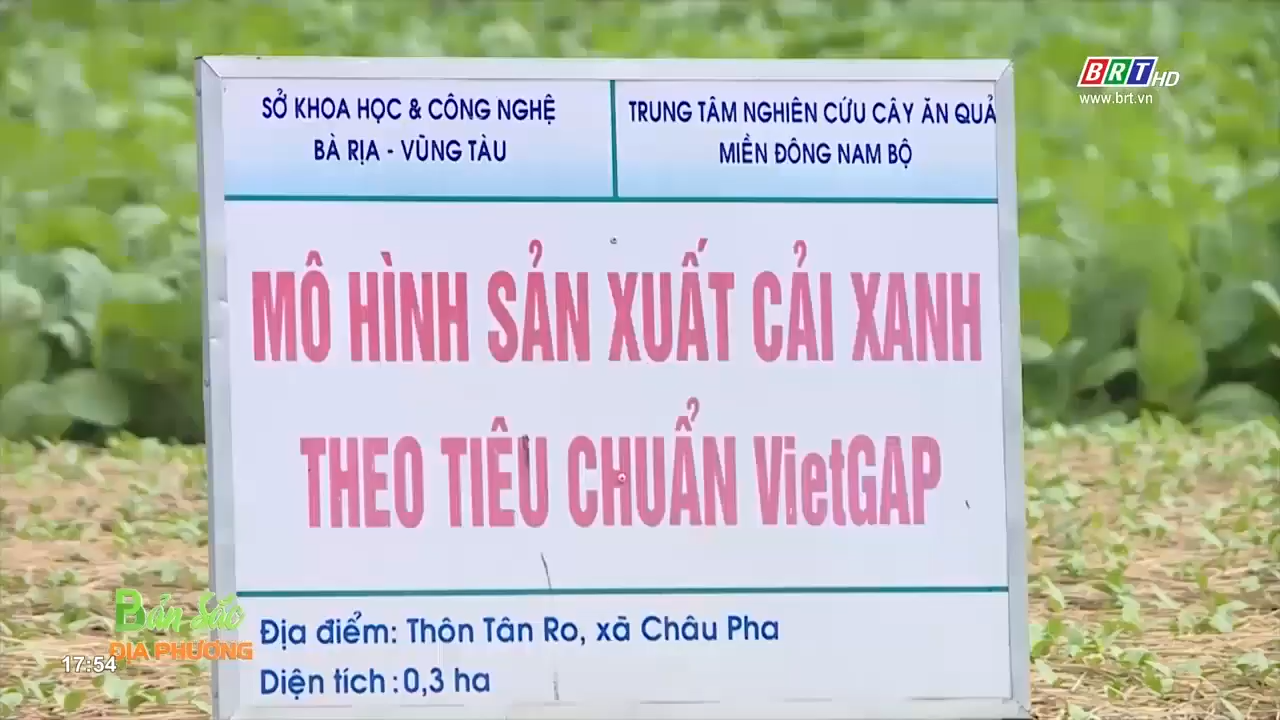 BRT HD
www.brt.vn
SỞ KHOA HỌC & CÔNG NGHỆ
BÀ RỊA - VŨNG TÀU
TRUNG TÂM NGHIÊN CỨU CÂY ĂN QUẢ
MIỀN ĐÔNG NAM BỘ
MÔ HÌNH SẢN XUẤT CẢI XANH
THEO TIÊU CHUẨN VietGAP
Địa điểm: Thôn Tân Ro, xã Châu Pha
Diện tích : 0,3 ha
Bản Sắc
ĐỊA PHƯƠNG
17:54